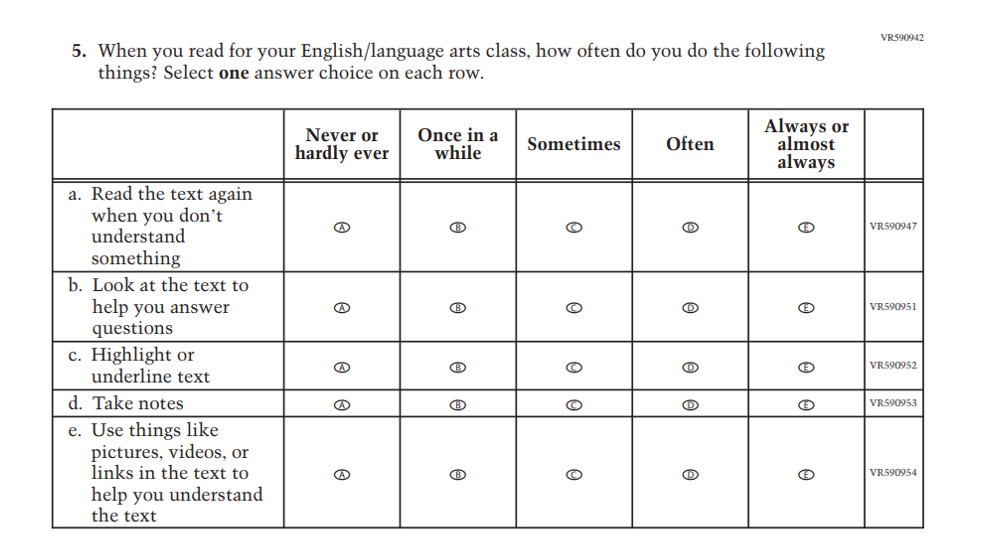 VR590942
5. When you read for your English/language arts class, how often do you do the following
things? Select one answer choice on each row.
Never or
hardly ever
Once in a
while
Sometimes
Often
Always or
almost
always
a. Read the text again
when you don't
understand
something
A B C D E VR590947
b. Look at the text to
help you answer
questions
A B C D E VR590951
c. Highlight or
underline text
A B C D E VR590952
d. Take notes A B C D E VR590953
e. Use things like
pictures, videos, or
links in the text to
help you understand
the text
A B C D E VR590954